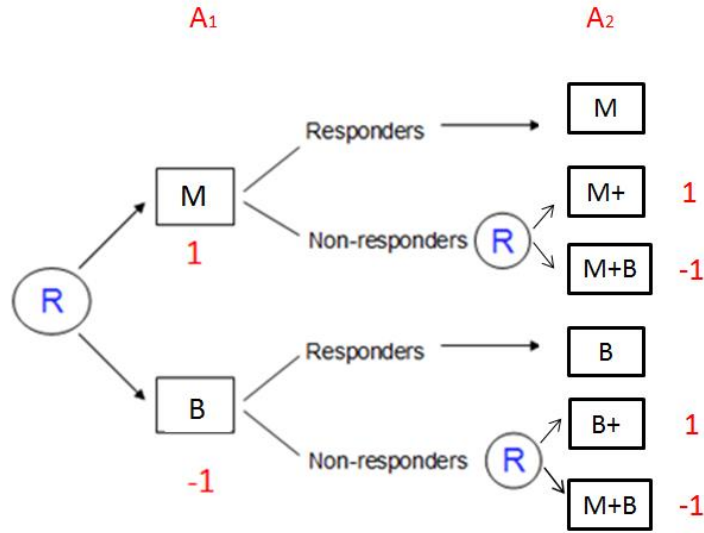 A1 A2
M
Responders
M
M+ 1
Non-responders R
1
M+B -1
R
Responders B
B
B+ 1
Non-responders R
-1
M+B -1